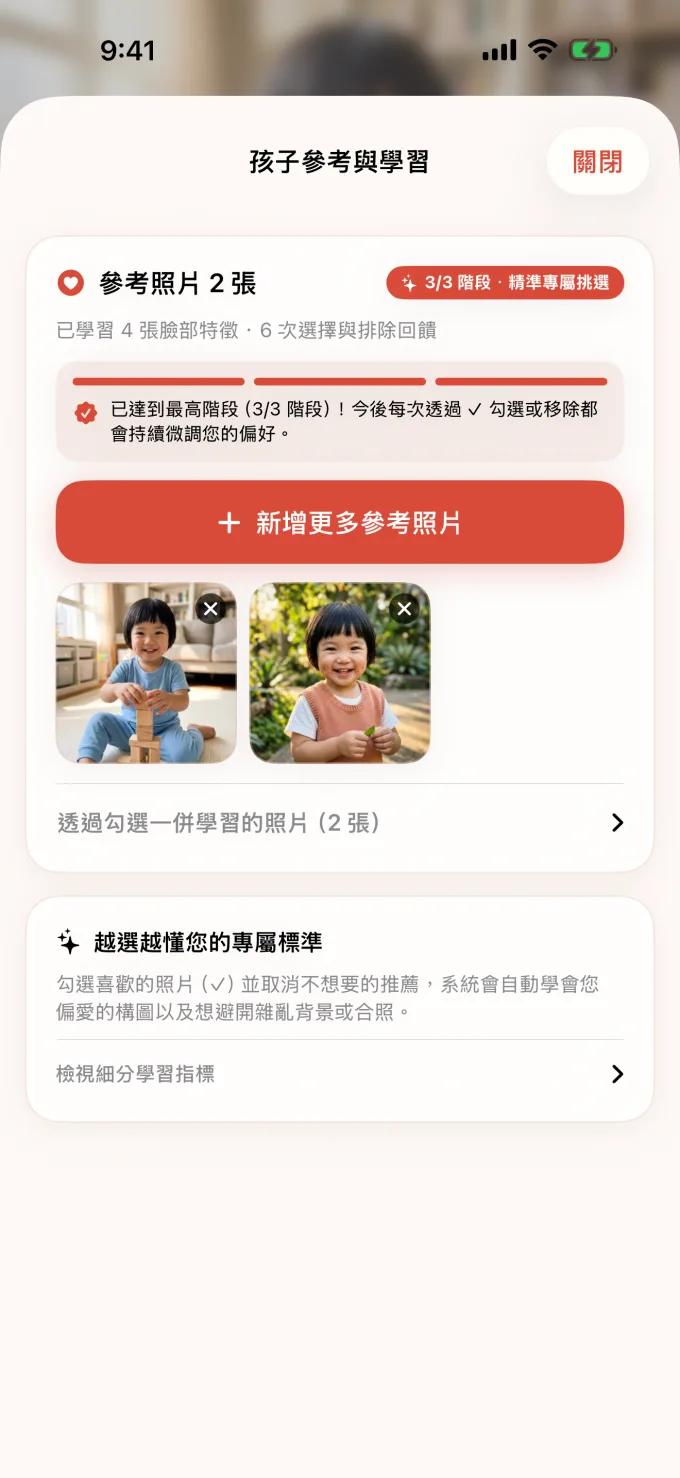 9:41
孩子參考與學習
關閉
參考照片 2 張
3/3 階段 · 精準專屬挑選
已學習 4 張臉部特徵 · 6 次選擇與排除回饋
已達到最高階段 (3/3 階段)！今後每次透過 ✓ 勾選或移除都
會持續微調您的偏好。
+ 新增更多參考照片
透過勾選一併學習的照片 (2 張)
越選越懂您的專屬標準
勾選喜歡的照片 (✓) 並取消不想要的推薦，系統會自動學會您
偏愛的構圖以及想避開雜亂背景或合照。
檢視細分學習指標